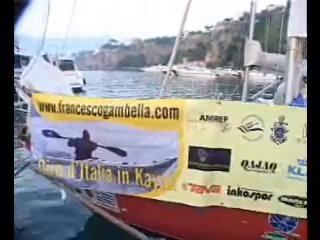 www.francescogambella.com
AMREF
QAJAQ
Giro d'Italia in Kayak
Teva
inkospor